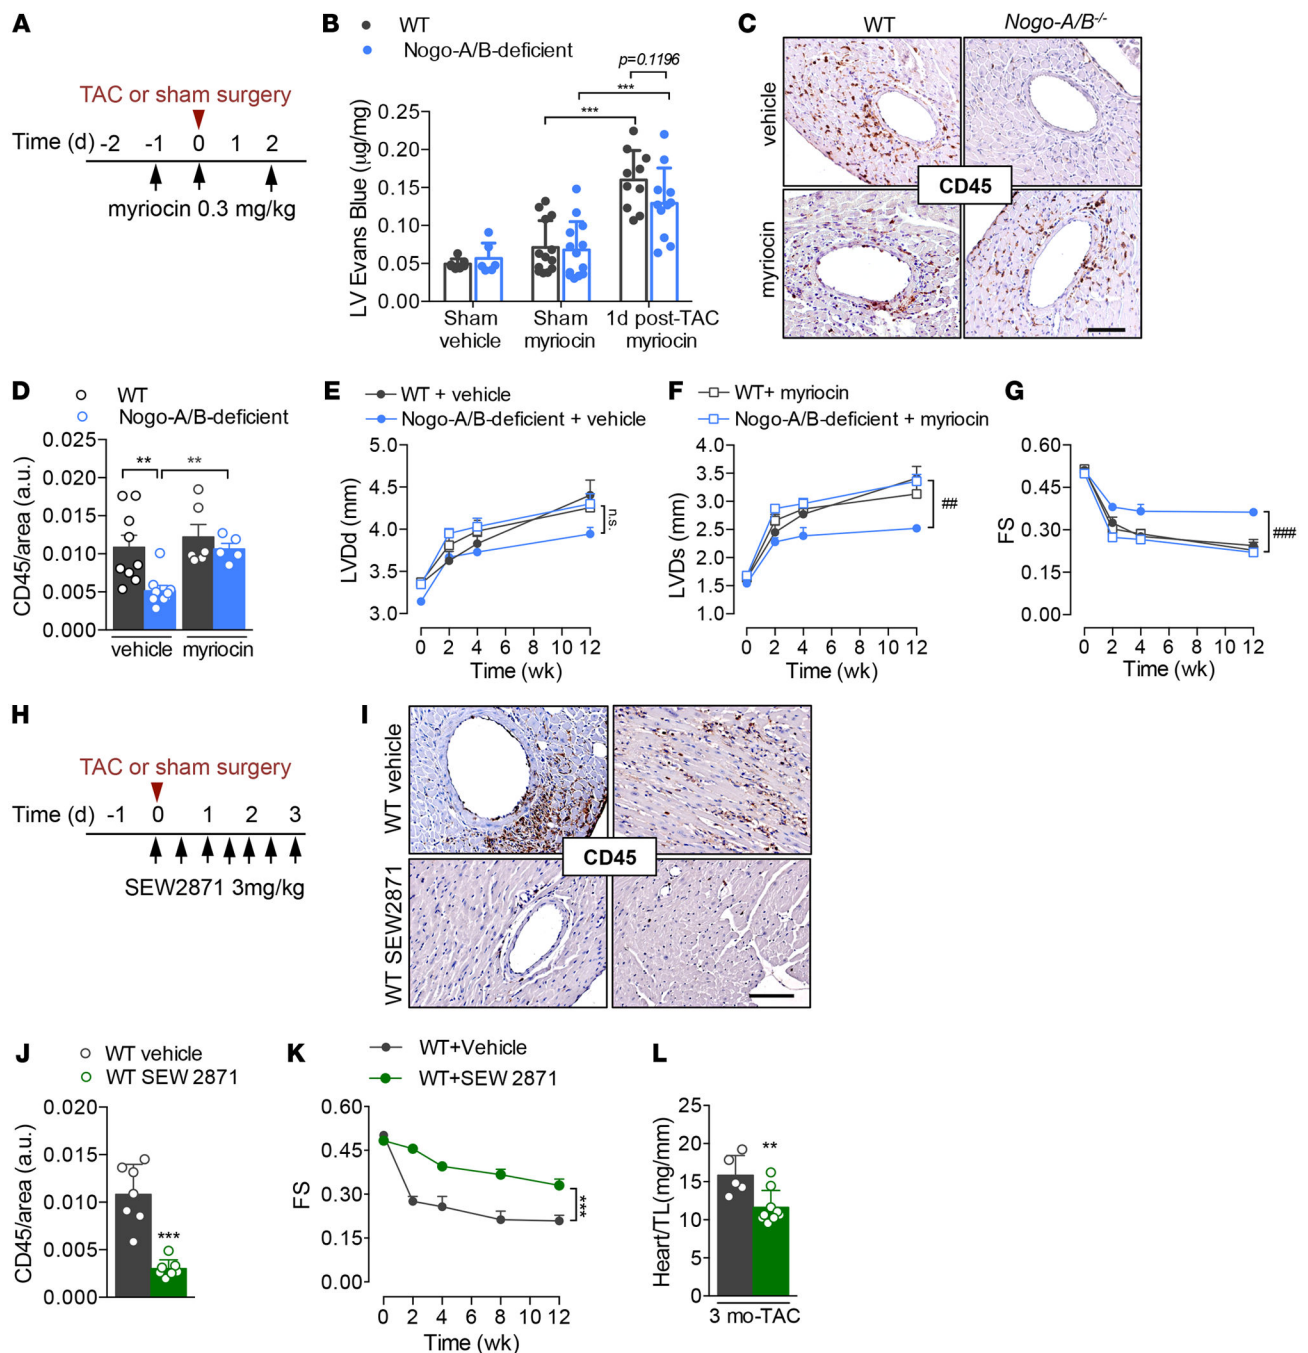 A
TAC or sham surgery
Time (d) -2 -1 0 1 2
myriocin 0.3 mg/kg
B
WT
Nogo-A/B-deficient
p=0.1196
***
***
LV Evans Blue (µg/mg)
0.25
0.20
0.15
0.10
0.05
0.00
Sham vehicle
Sham myriocin
1d post-TAC myriocin
C
WT
Nogo-A/B-/-
vehicle
myriocin
CD45
D
WT
Nogo-A/B-deficient
CD45/area (a.u.)
0.025
0.020
0.015
0.010
0.005
0.000
**
**
vehicle
myriocin
E
WT + vehicle
Nogo-A/B-deficient + vehicle
LVDd (mm)
5.0
4.5
4.0
3.5
3.0
n.s.
0 2 4 6 8 10 12
Time (wk)
F
WT+ myriocin
Nogo-A/B-deficient + myriocin
LVDs (mm)
4.0
3.5
3.0
2.5
2.0
1.5
1.0
##
0 2 4 6 8 10 12
Time (wk)
G
FS
0.60
0.45
0.30
0.15
0.00
###
0 2 4 6 8 10 12
Time (wk)
H
TAC or sham surgery
Time (d) -1 0 1 2 3
SEW2871 3mg/kg
I
WT vehicle
WT SEW2871
CD45
J
WT vehicle
WT SEW 2871
CD45/area (a.u.)
0.020
0.015
0.010
0.005
0.000
***
K
WT+Vehicle
WT+SEW 2871
FS
0.60
0.45
0.30
0.15
0.00
***
0 2 4 6 8 10 12
Time (wk)
L
Heart/TL(mg/mm)
25
20
15
10
5
0
**
3 mo-TAC